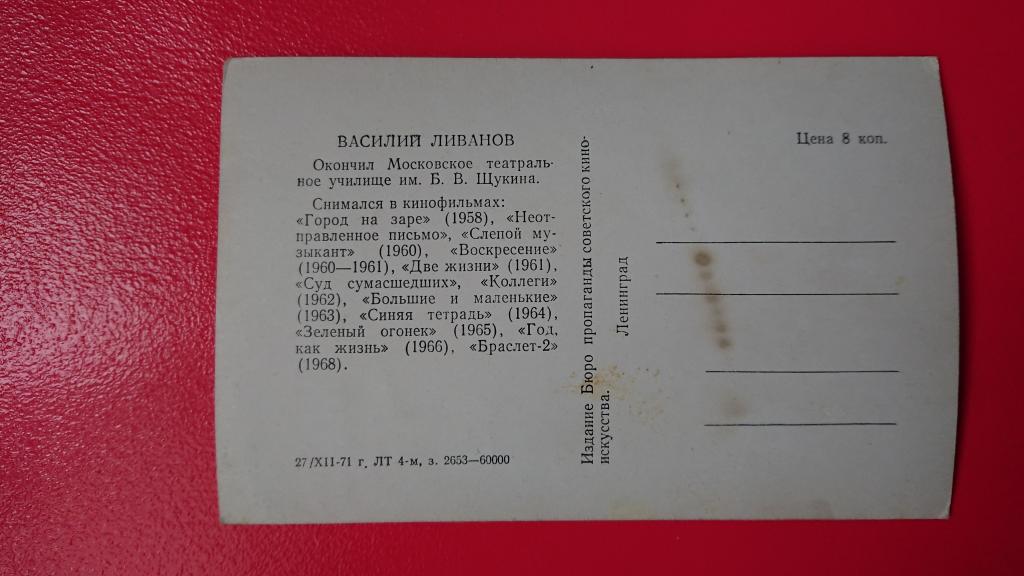 ВАСИЛИЙ ЛИВАНОВ
Окончил Московское театраль-
ное училище им. Б. В. Щукина.
Снимался в кинофильмах:
«Город на заре» (1958), «Неот-
правленное письмо», «Слепой му-
зыкант» (1960), «Воскресение»
(1960—1961), «Две жизни» (1961),
«Суд сумасшедших», «Коллеги»
(1962), «Большие и маленькие»
(1963), «Синяя тетрадь» (1964),
«Зеленый огонек» (1965), «Год,
как жизнь» (1966), «Браслет-2»
(1968).
27/XII-71 г. ЛТ 4-м, з. 2653—60000
Издание Бюро пропаганды советского кино-
искусства.
Ленинград
Цена 8 коп.